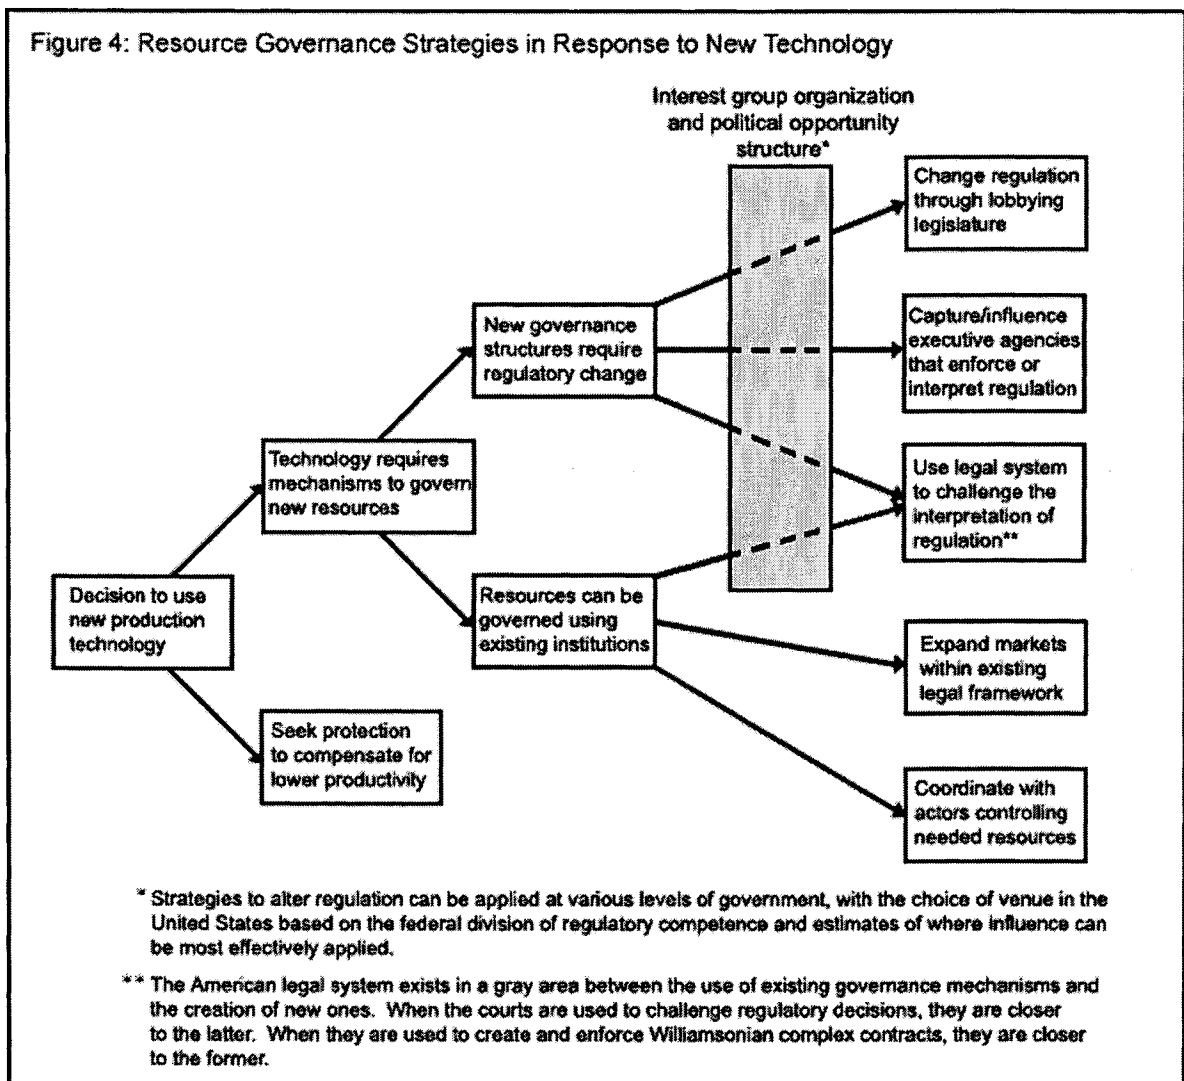 Figure 4: Resource Governance Strategies in Response to New Technology
Interest group organization
and political opportunity
structure*
Change regulation
through lobbying
legislature
New governance
structures require
regulatory change
Capture/influence
executive agencies
that enforce or
interpret regulation
Technology requires
mechanisms to govern
new resources
Use legal system
to challenge the
interpretation of
regulation**
Decision to use
new production
technology
Resources can be
governed using
existing institutions
Expand markets
within existing
legal framework
Seek protection
to compensate for
lower productivity
Coordinate with
actors controlling
needed resources
* Strategies to alter regulation can be applied at various levels of government, with the choice of venue in the
United States based on the federal division of regulatory competence and estimates of where influence can
be most effectively applied.
** The American legal system exists in a gray area between the use of existing governance mechanisms and
the creation of new ones. When the courts are used to challenge regulatory decisions, they are closer
to the latter. When they are used to create and enforce Williamsonian complex contracts, they are closer
to the former.